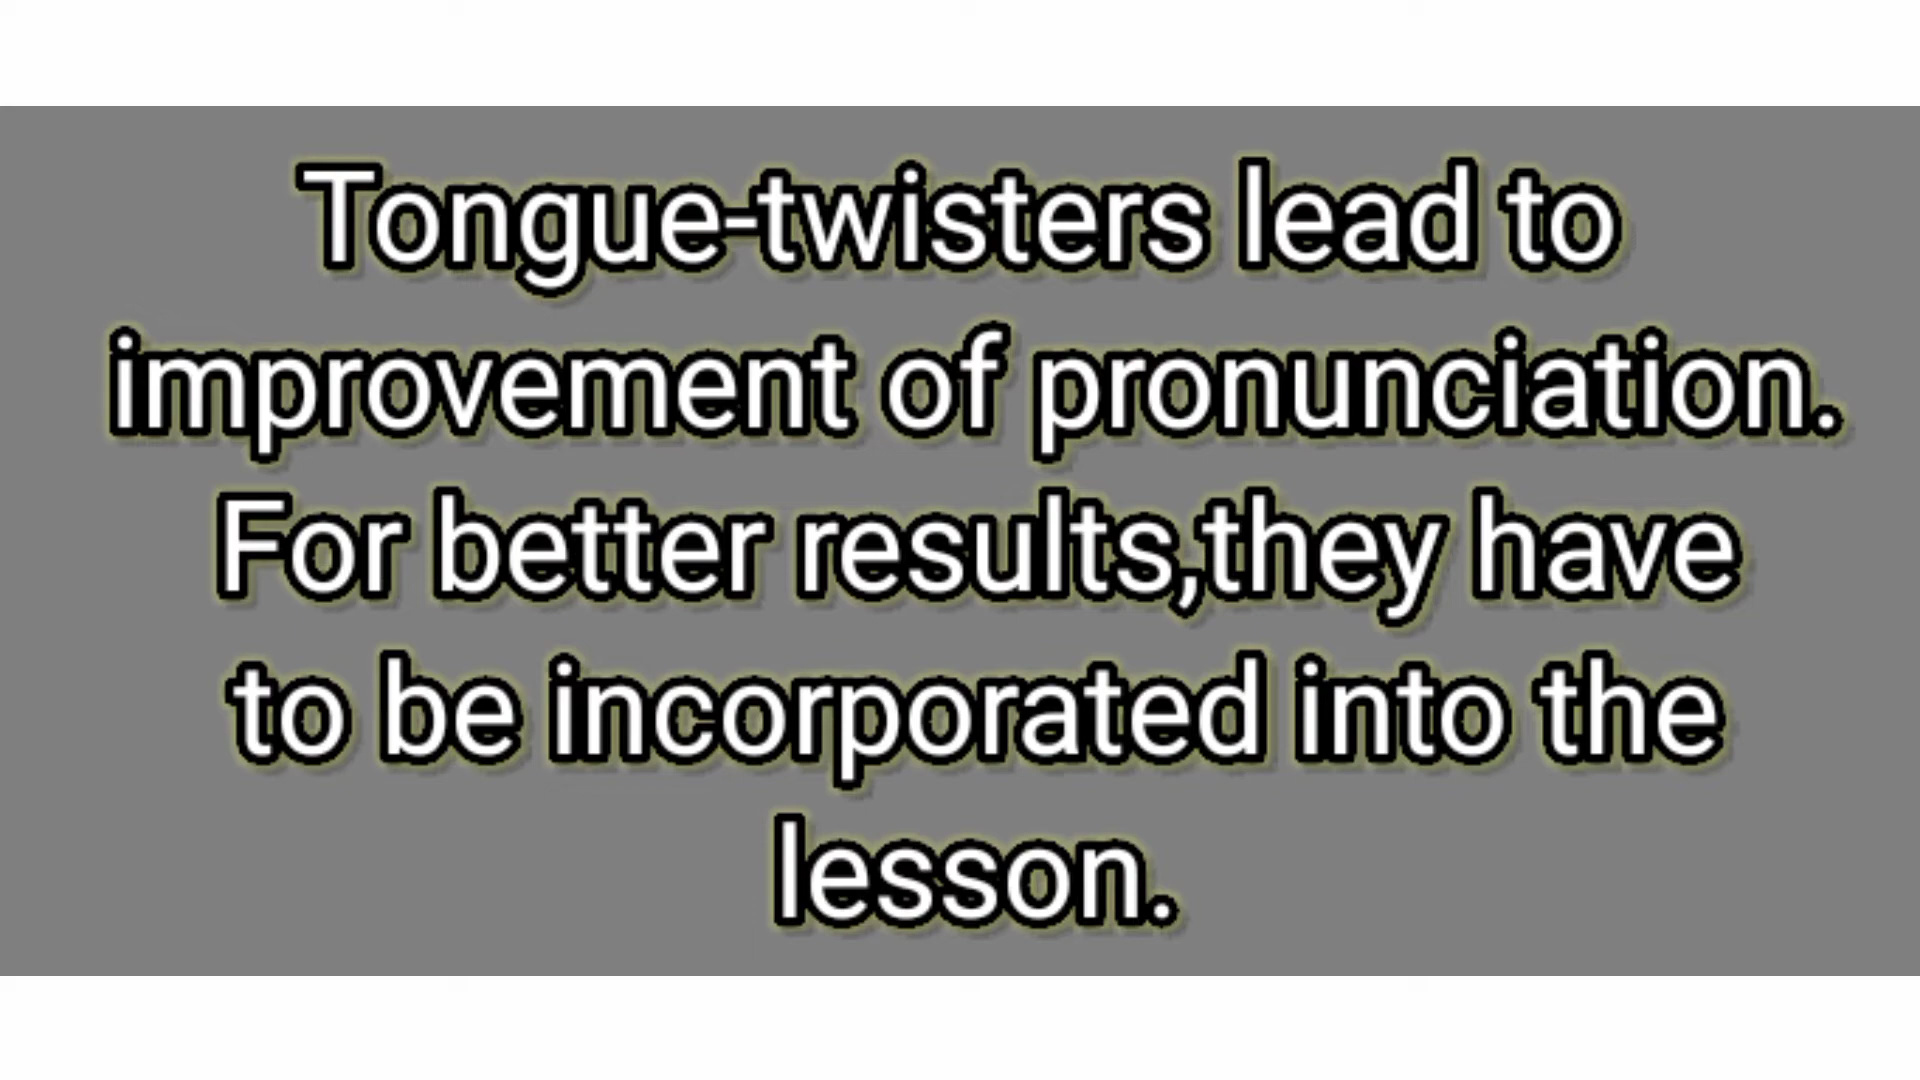 Tongue-twisters lead to
improvement of pronunciation.
For better results,they have
to be incorporated into the
lesson.